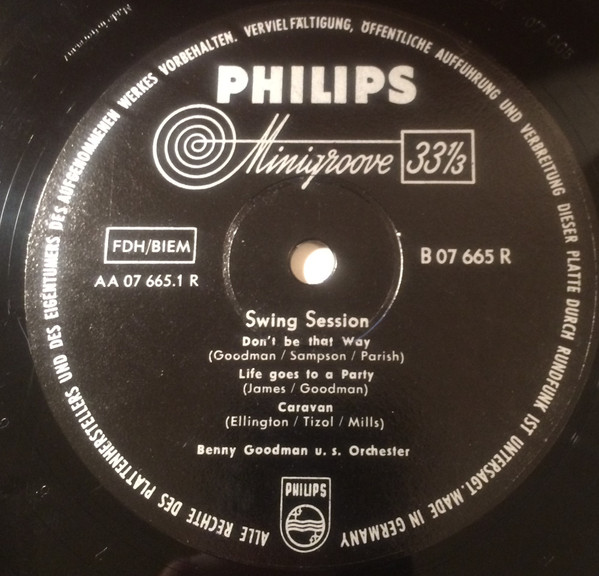 ALLE RECHTE DES PLATTENHERSTELLERS UND DES EIGENTUMERS DES AUFGENOMMENEN WERKES VORBEHALTEN. VERVIELFÄLTIGUNG, ÖFFENTLICHE AUFFÜHRUNG UND VERBREITUNG DIESER PLATTE DURCH RUNDFUNK IST UNTERSAGT. MADE IN GERMANY
PHILIPS
Minigroove 33⅓
FDH/BIEM
AA 07 665.1 R
B 07 665 R
Swing Session
Don't be that Way
(Goodman / Sampson / Parish)
Life goes to a Party
(James / Goodman)
Caravan
(Ellington / Tizol / Mills)
Benny Goodman u. s. Orchester
PHILIPS